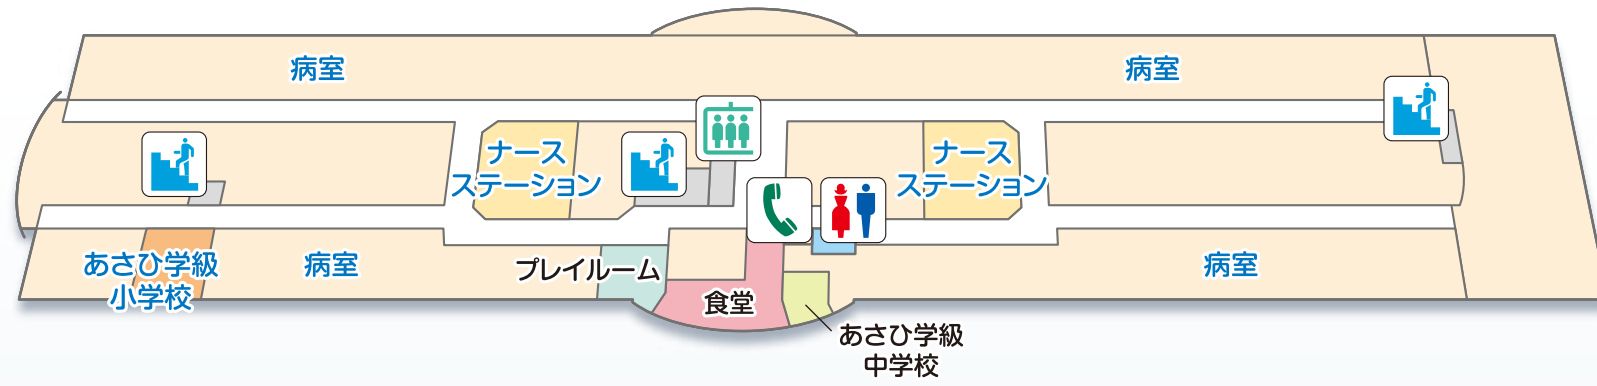 病室
病室
ナース
ステーション
ナース
ステーション
あさひ学級
小学校
病室
プレイルーム
食堂
病室
あさひ学級
中学校